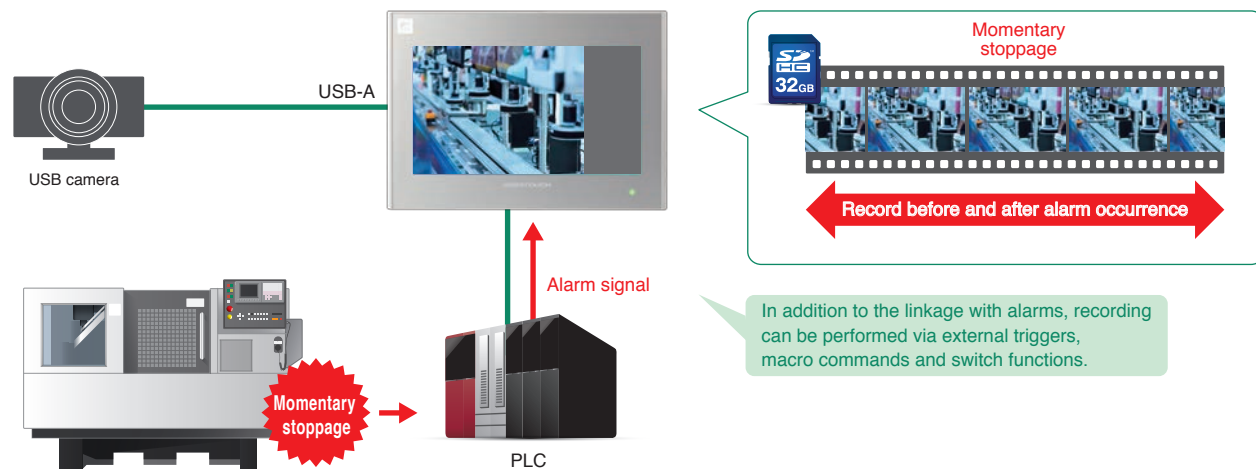 USB-A
USB camera
SD
HC
32GB
Momentary
stoppage
Record before and after alarm occurrence
Alarm signal
In addition to the linkage with alarms, recording
can be performed via external triggers,
macro commands and switch functions.
Momentary
stoppage
PLC